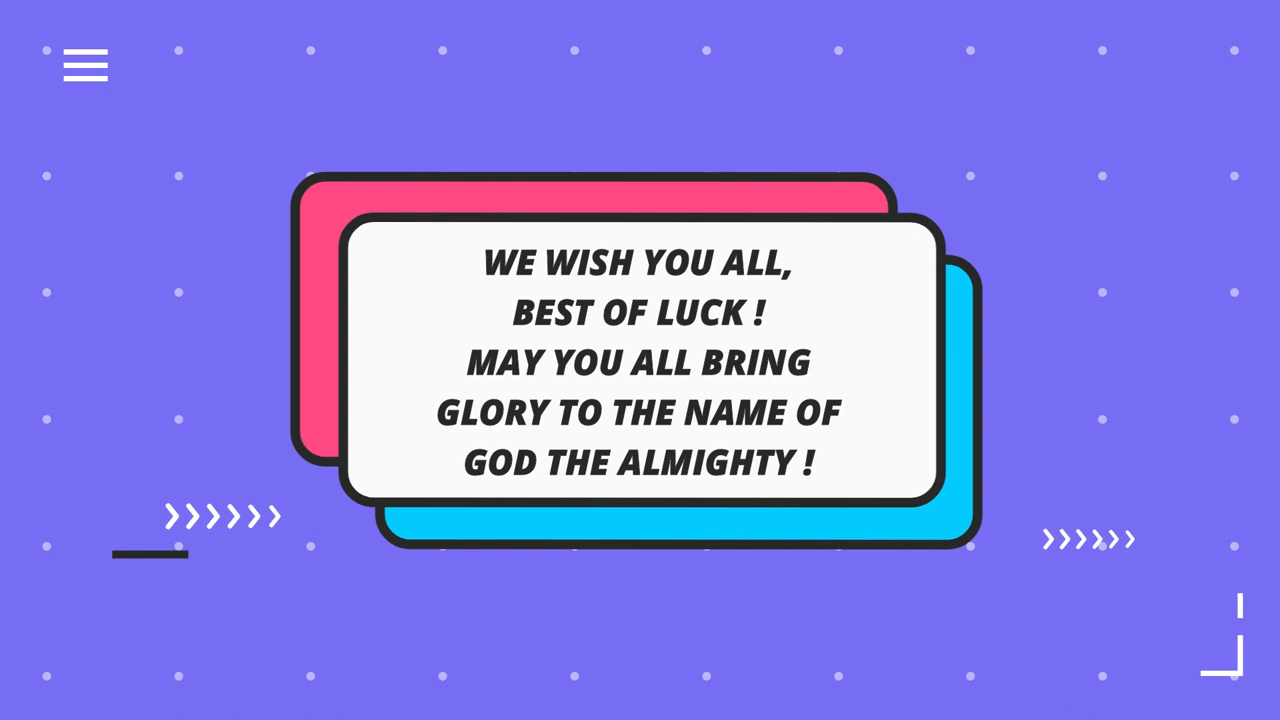 WE WISH YOU ALL,
BEST OF LUCK !
MAY YOU ALL BRING
GLORY TO THE NAME OF
GOD THE ALMIGHTY !